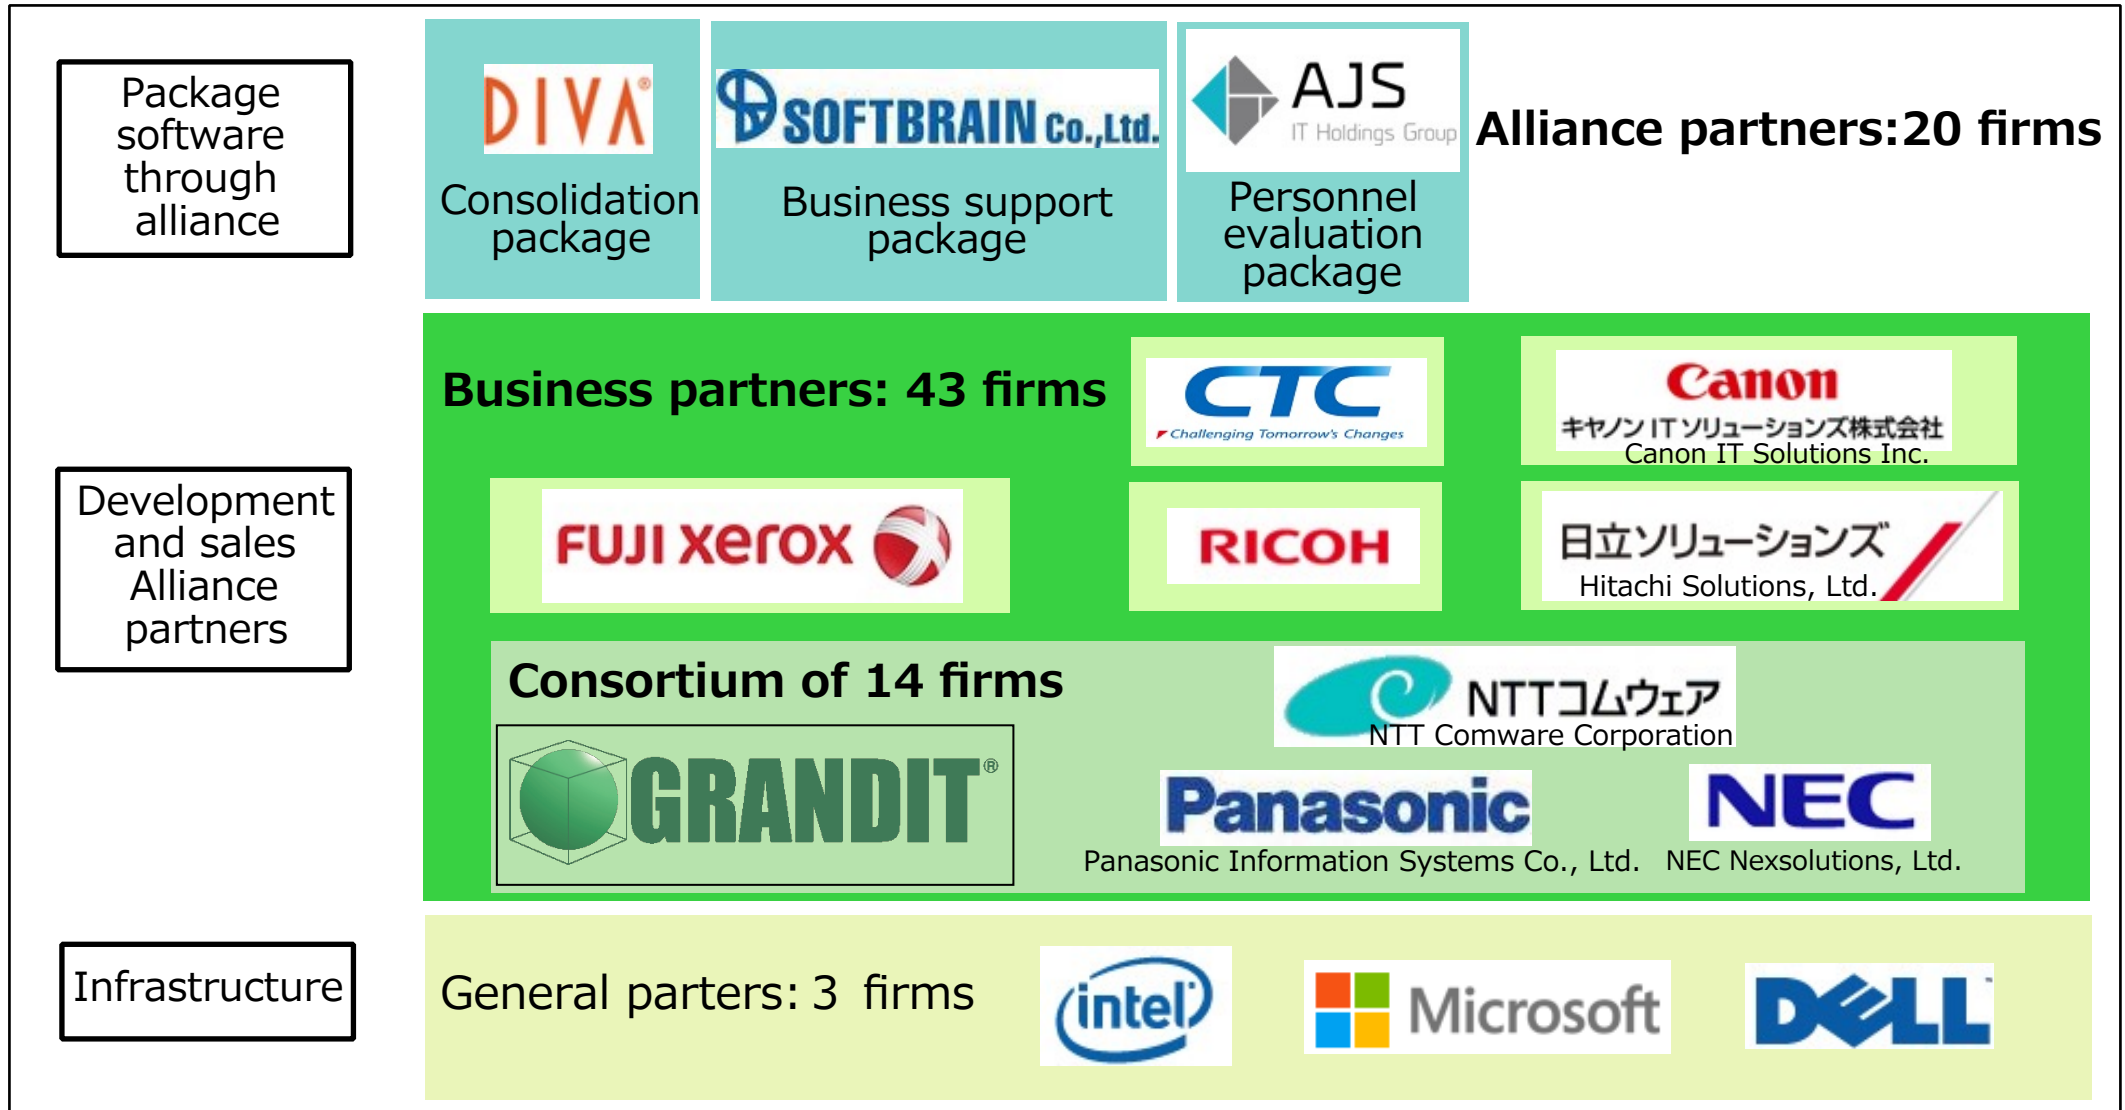 Package
software
through
alliance
DIVA®
Consolidation
package
SOFTBRAIN Co.,Ltd.
Business support
package
AJS
IT Holdings Group
Personnel
evaluation
package
Alliance partners:20 firms
Development
and sales
Alliance
partners
Business partners: 43 firms
CTC
Challenging Tomorrow's Changes
Canon
キヤノンITソリューションズ株式会社
Canon IT Solutions Inc.
FUJI xerox
RICOH
日立ソリューションズ
Hitachi Solutions, Ltd.
Consortium of 14 firms
GRANDIT®
NTTコムウェア
NTT Comware Corporation
Panasonic
Panasonic Information Systems Co., Ltd.
NEC
NEC Nexsolutions, Ltd.
Infrastructure
General parters: 3 firms
intel
Microsoft
DELL